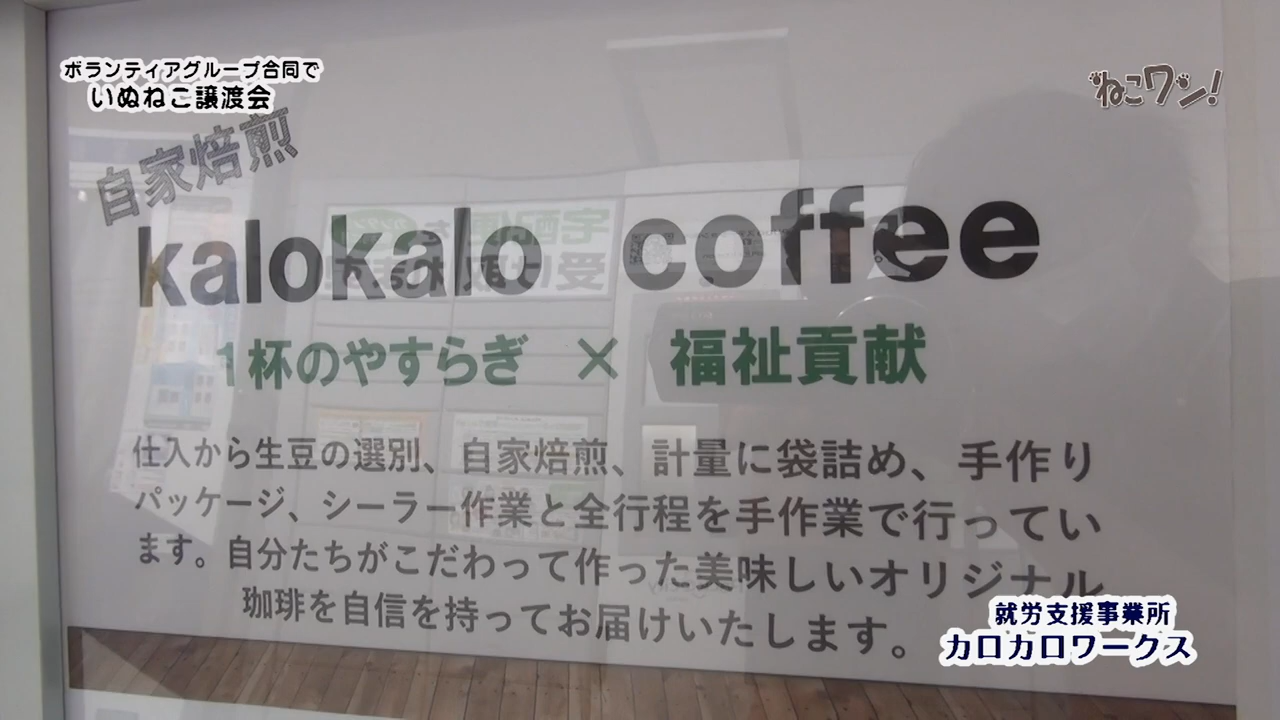 ボランティアグループ合同で
いぬねこ譲渡会
ねこワン!
自家焙煎
kalokalo coffee
1杯のやすらぎ × 福祉貢献
仕入から生豆の選別、自家焙煎、計量に袋詰め、手作り
パッケージ、シーラー作業と全行程を手作業で行ってい
ます。自分たちがこだわって作った美味しいオリジナル
珈琲を自信を持ってお届けいたします。
就労支援事業所
カロカロワークス